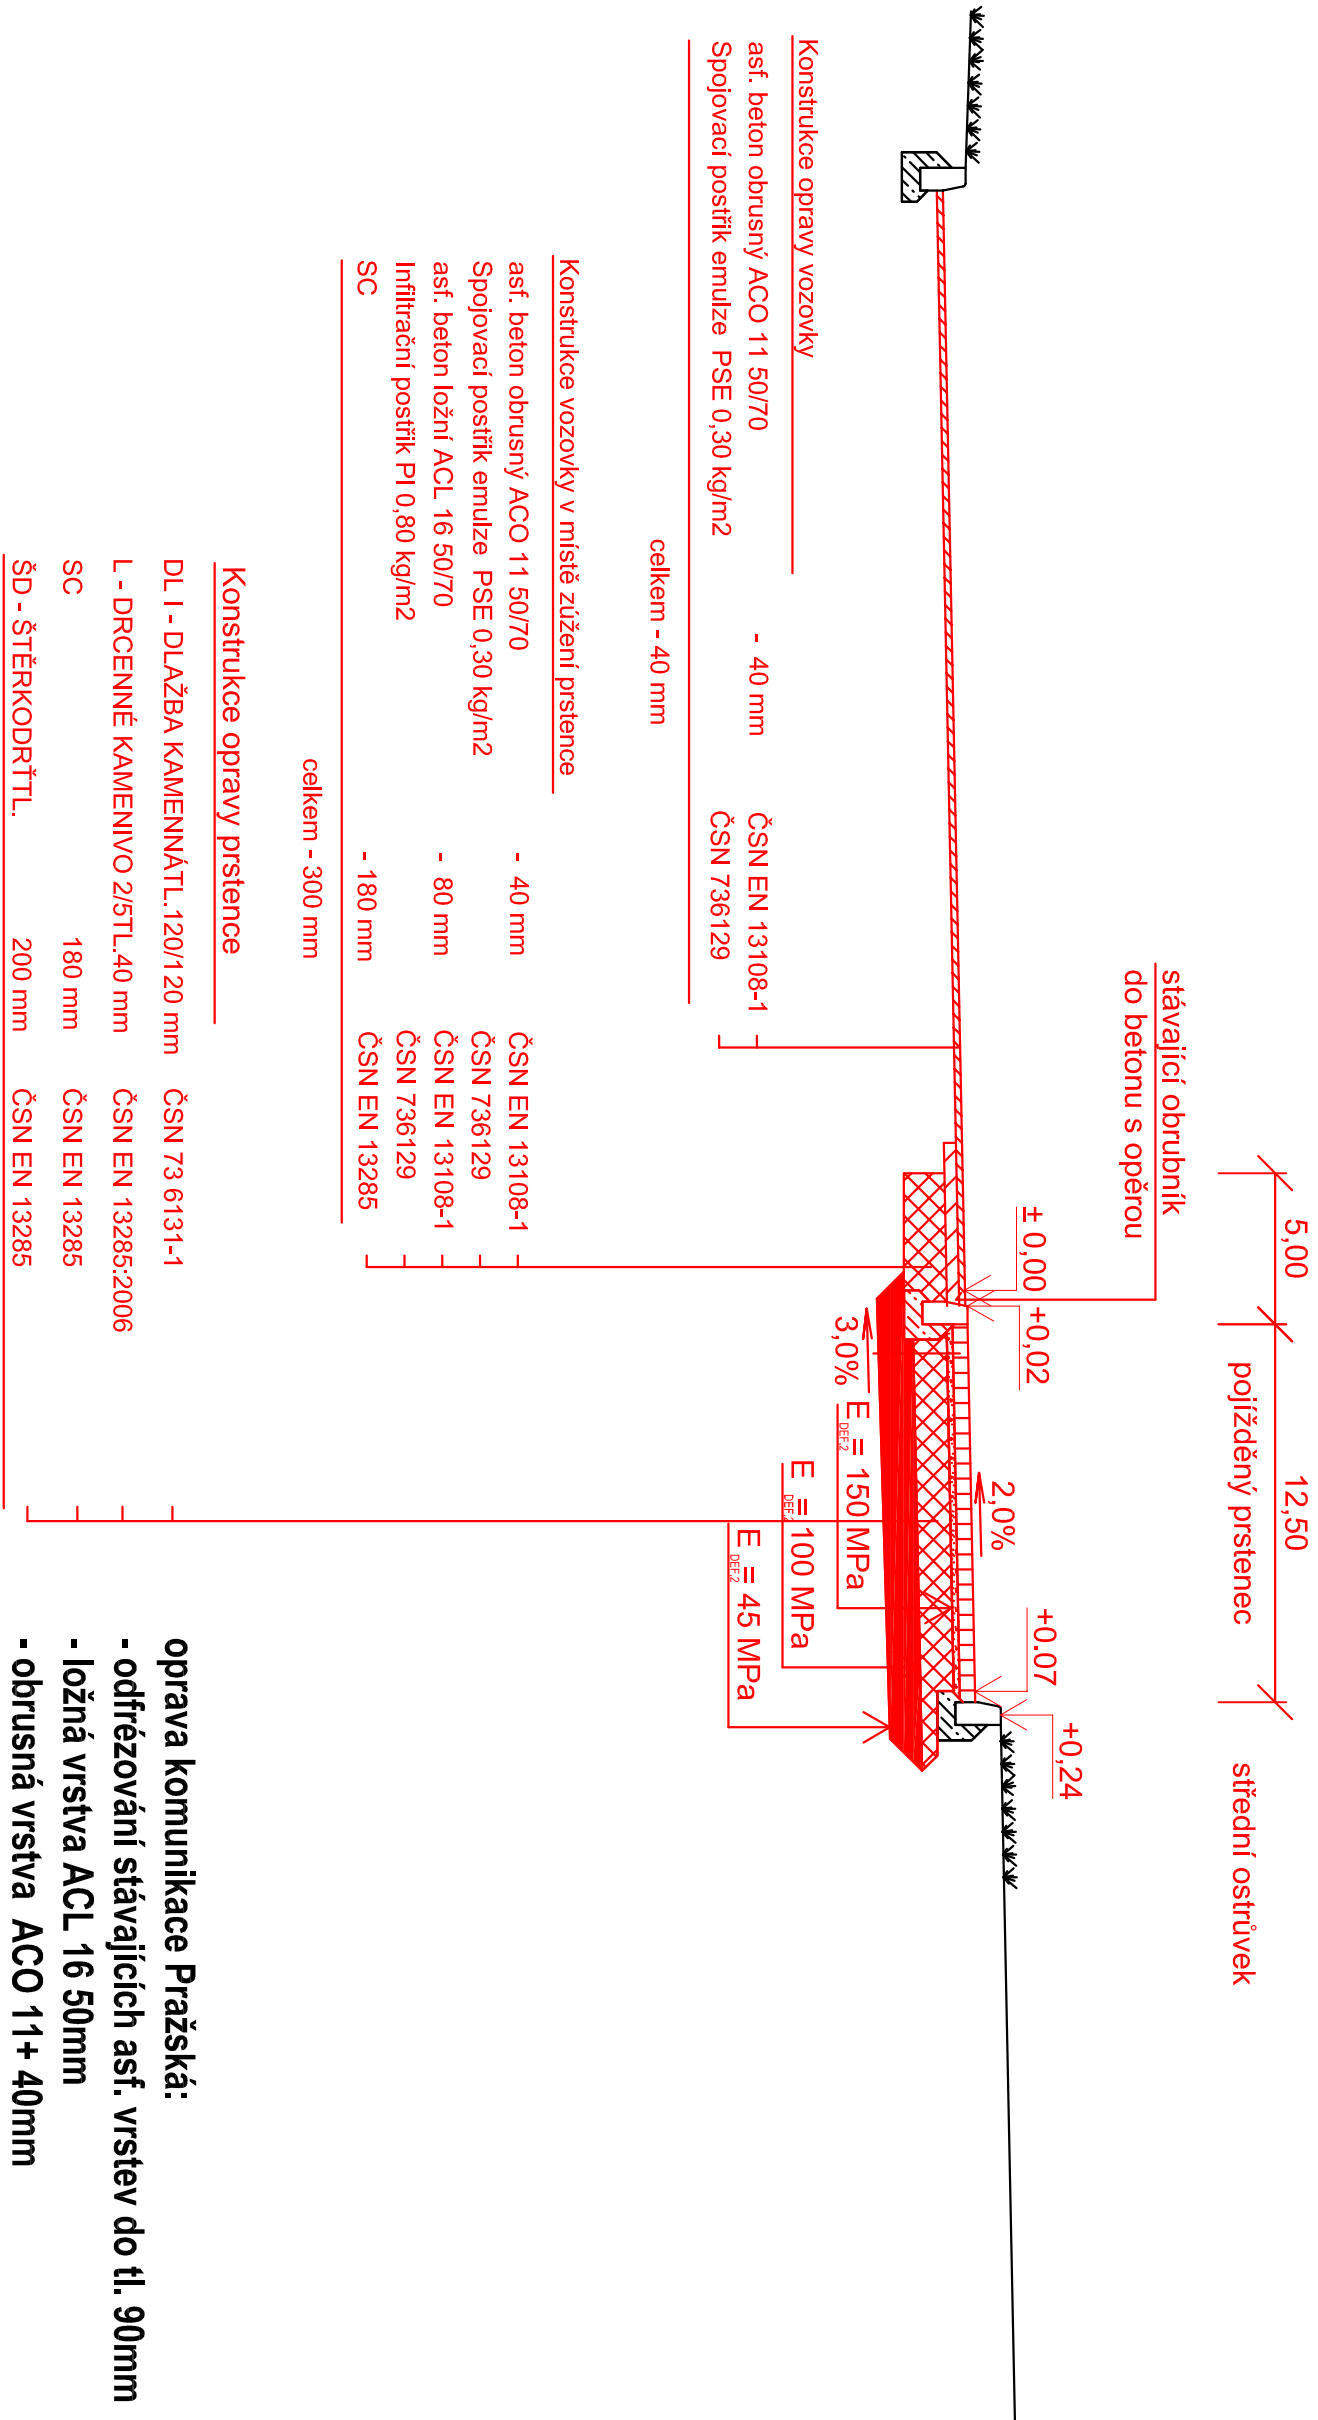 5,00
12,50
pojížděný prstenec
střední ostrůvek
stávající obrubník
do betonu s opěrou
± 0,00
+0,02
+0.07
+0,24
2,0%
3,0%
E DEF,2 = 150 MPa
E DEF,2 = 100 MPa
E DEF,2 = 45 MPa
Konstrukce opravy vozovky
asf. beton obrusný ACO 11 50/70 - 40 mm ČSN EN 13108-1
Spojovací postřik emulze PSE 0,30 kg/m2 ČSN 736129
celkem - 40 mm
Konstrukce vozovky v místě zúžení prstence
asf. beton obrusný ACO 11 50/70 - 40 mm ČSN EN 13108-1
Spojovací postřik emulze PSE 0,30 kg/m2 ČSN 736129
asf. beton ložní ACL 16 50/70 - 80 mm ČSN EN 13108-1
Infiltrační postřik PI 0,80 kg/m2 ČSN 736129
SC - 180 mm ČSN EN 13285
celkem - 300 mm
Konstrukce opravy prstence
DL I - DLAŽBA KAMENNÁTL.120/120 mm ČSN 73 6131-1
L - DRCENNÉ KAMENIVO 2/5TL.40 mm ČSN EN 13285:2006
SC 180 mm ČSN EN 13285
ŠD - ŠTĚRKODRŤTL. 200 mm ČSN EN 13285
oprava komunikace Pražská:
- odfrézování stávajících asf. vrstev do tl. 90mm
- ložná vrstva ACL 16 50mm
- obrusná vrstva ACO 11+ 40mm